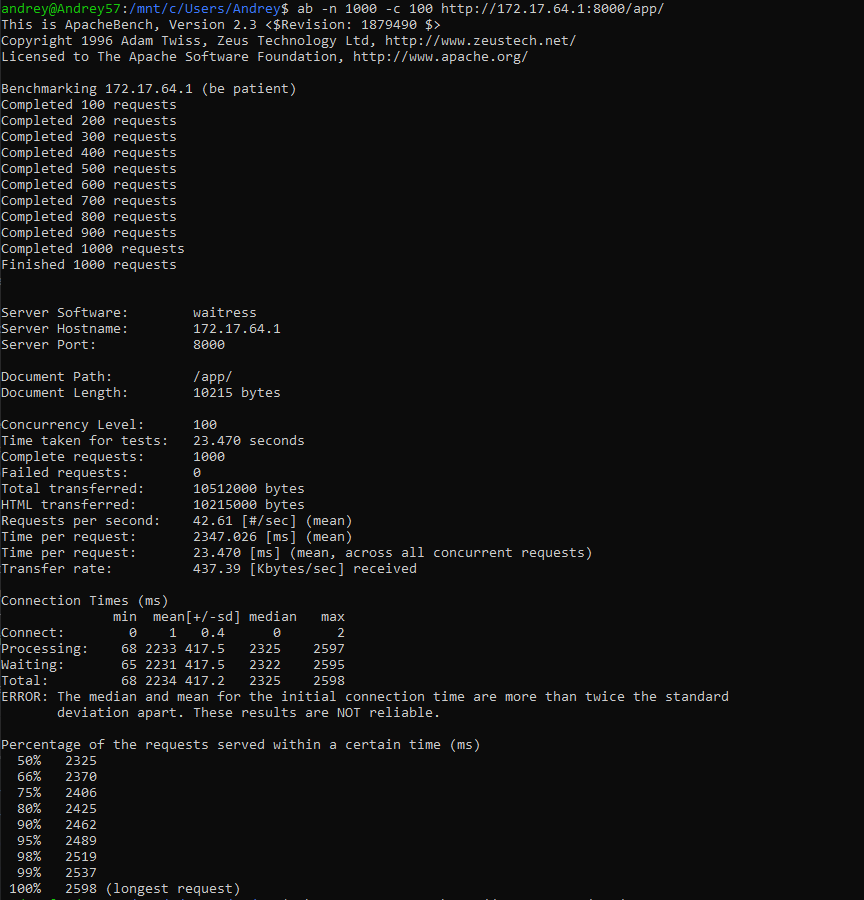 andrey@Andrey57:/mnt/c/Users/Andrey$ ab -n 1000 -c 100 http://172.17.64.1:8000/app/
This is ApacheBench, Version 2.3 <$Revision: 1879490 $>
Copyright 1996 Adam Twiss, Zeus Technology Ltd, http://www.zeustech.net/
Licensed to The Apache Software Foundation, http://www.apache.org/

Benchmarking 172.17.64.1 (be patient)
Completed 100 requests
Completed 200 requests
Completed 300 requests
Completed 400 requests
Completed 500 requests
Completed 600 requests
Completed 700 requests
Completed 800 requests
Completed 900 requests
Completed 1000 requests
Finished 1000 requests

Server Software:        waitress
Server Hostname:        172.17.64.1
Server Port:            8000

Document Path:          /app/
Document Length:        10215 bytes

Concurrency Level:      100
Time taken for tests:   23.470 seconds
Complete requests:      1000
Failed requests:        0
Total transferred:      10512000 bytes
HTML transferred:       10215000 bytes
Requests per second:    42.61 [#/sec] (mean)
Time per request:       2347.026 [ms] (mean)
Time per request:       23.470 [ms] (mean, across all concurrent requests)
Transfer rate:          437.39 [Kbytes/sec] received

Connection Times (ms)
              min  mean[+/-sd] median   max
Connect:        0    1   0.4      0       2
Processing:    68 2233 417.5   2325    2597
Waiting:       65 2231 417.5   2322    2595
Total:         68 2234 417.2   2325    2598
ERROR: The median and mean for the initial connection time are more than twice the standard
       deviation apart. These results are NOT reliable.

Percentage of the requests served within a certain time (ms)
  50%   2325
  66%   2370
  75%   2406
  80%   2425
  90%   2462
  95%   2489
  98%   2519
  99%   2537
 100%   2598 (longest request)